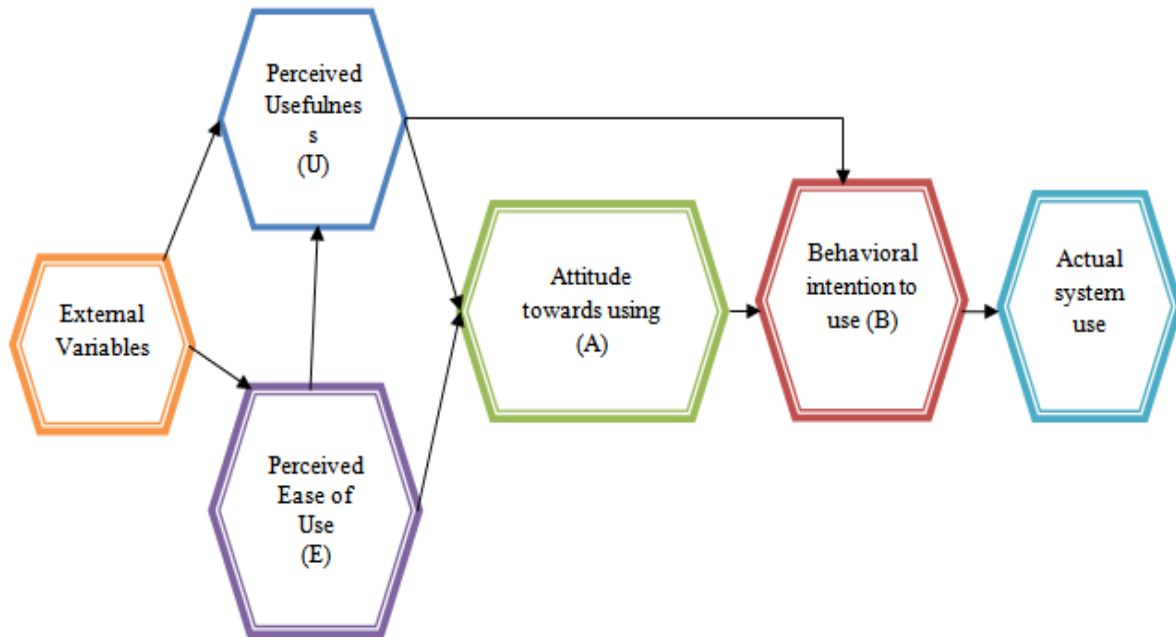 Perceived
Usefulnes
s
(U)
External
Variables
Perceived
Ease of
Use
(E)
Attitude
towards using
(A)
Behavioral
intention to
use (B)
Actual
system
use